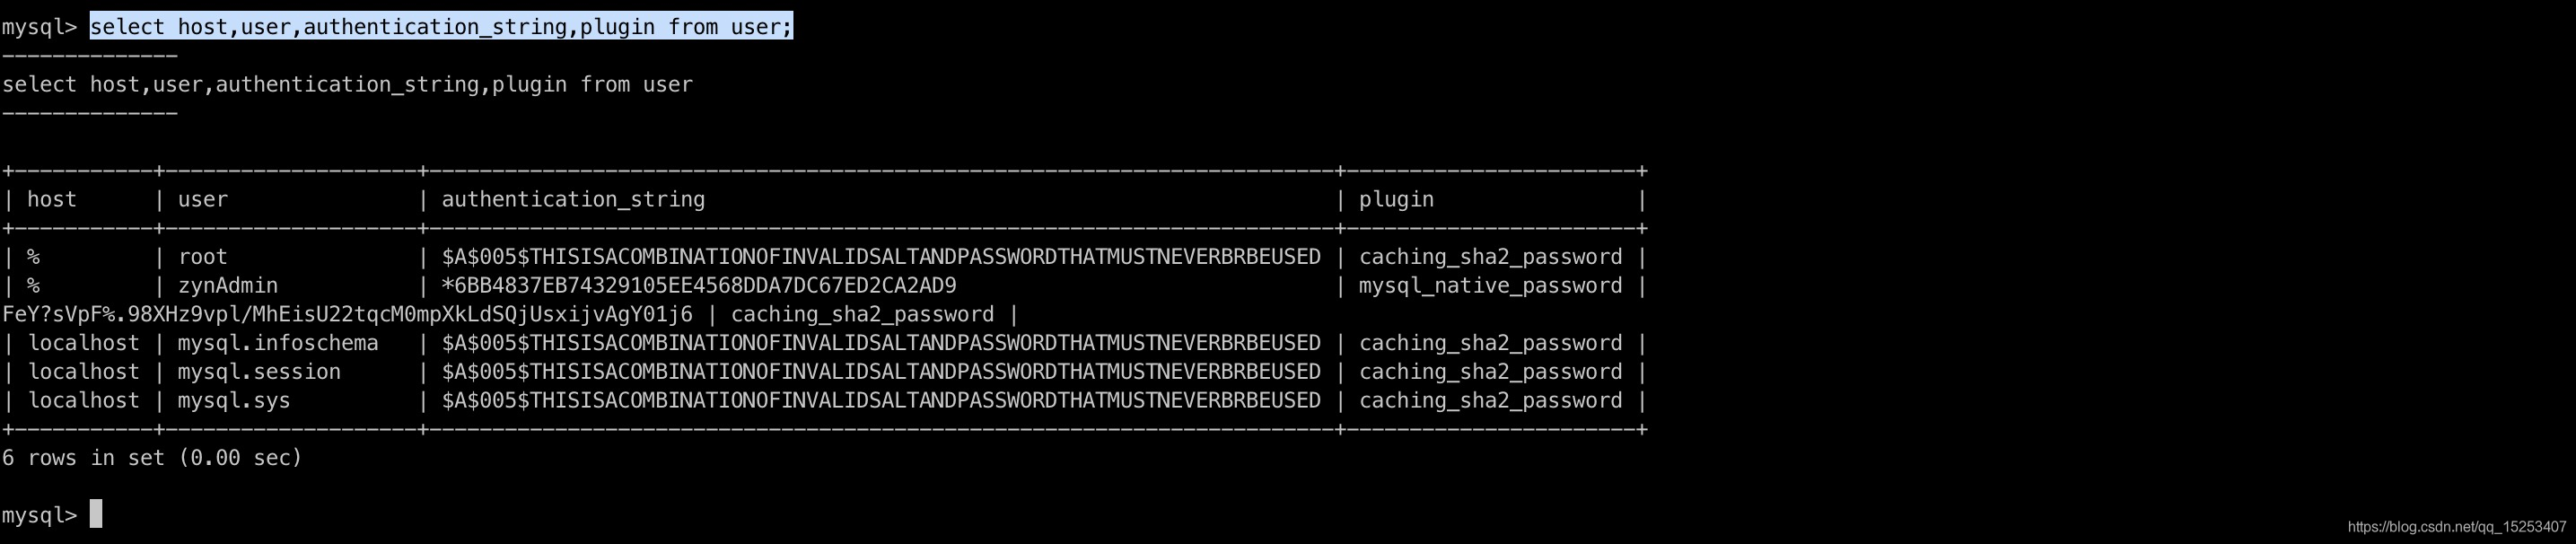 mysql> select host,user,authentication_string,plugin from user;
--------------
select host,user,authentication_string,plugin from user
--------------
+-----------+--------------------+------------------------------------------------------------------------+-----------------------+
| host      | user               | authentication_string                                                  | plugin                |
+-----------+--------------------+------------------------------------------------------------------------+-----------------------+
| %         | root               | $A$005$THISISACOMBINATIONOFINVALIDSALTANDPASSWORDTHATMUSTNEVERBRBEUSED | caching_sha2_password |
| %         | zynAdmin           | *6BB4837EB74329105EE4568DDA7DC67ED2CA2AD9                              | mysql_native_password |
FeY?sVpF%.98XHz9vpl/MhEisU22tqcM0mpXkLdSQjUsxijvAgY01j6 | caching_sha2_password |
| localhost | mysql.infoschema   | $A$005$THISISACOMBINATIONOFINVALIDSALTANDPASSWORDTHATMUSTNEVERBRBEUSED | caching_sha2_password |
| localhost | mysql.session      | $A$005$THISISACOMBINATIONOFINVALIDSALTANDPASSWORDTHATMUSTNEVERBRBEUSED | caching_sha2_password |
| localhost | mysql.sys          | $A$005$THISISACOMBINATIONOFINVALIDSALTANDPASSWORDTHATMUSTNEVERBRBEUSED | caching_sha2_password |
+-----------+--------------------+------------------------------------------------------------------------+-----------------------+
6 rows in set (0.00 sec)
mysql>
https://blog.csdn.net/qq_15253407